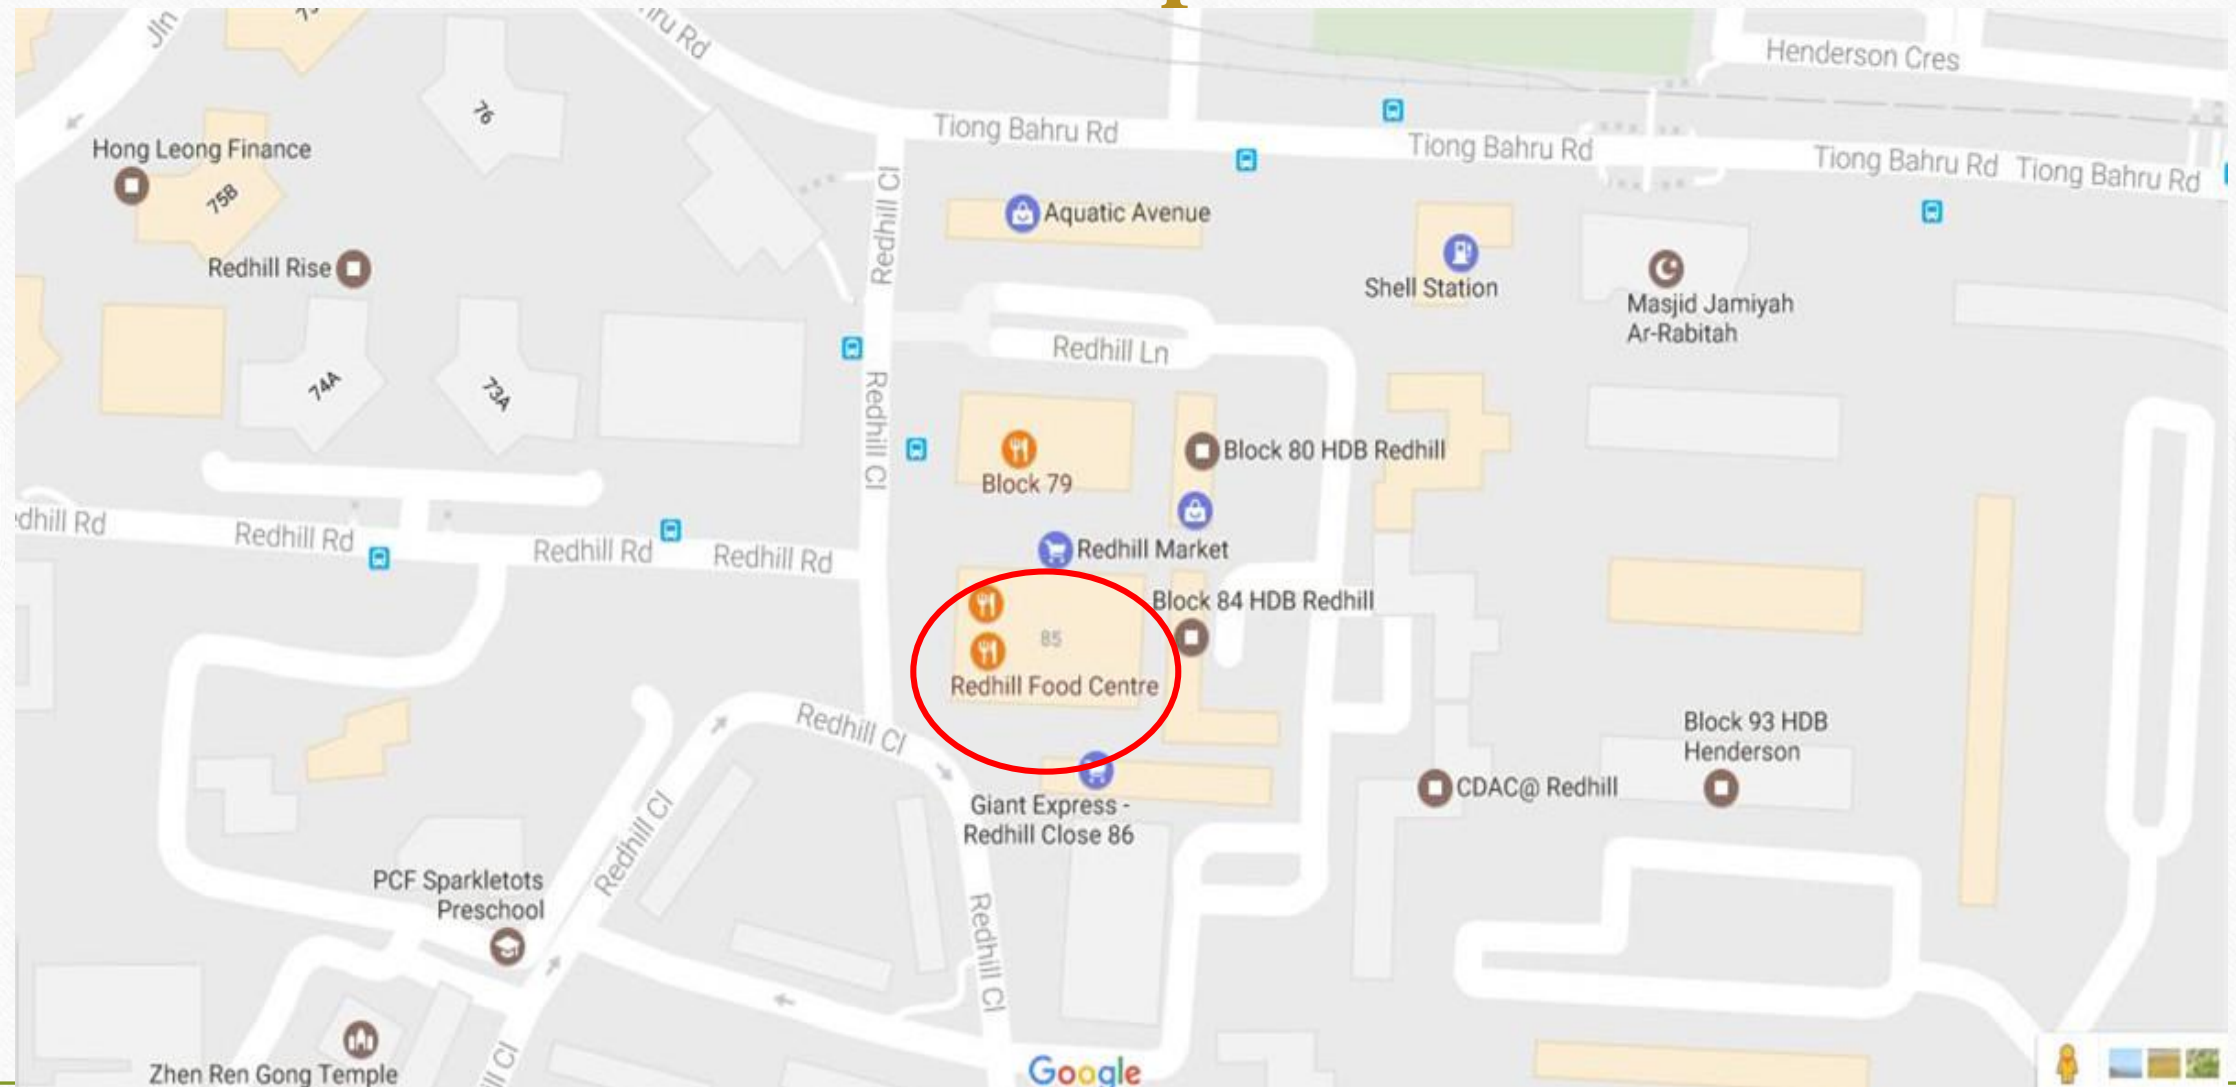 Jln
76
Henderson Cres
Tiong Bahru Rd
Tiong Bahru Rd
Tiong Bahru Rd
Tiong Bahru Rd
Hong Leong Finance
75B
Redhill Cl
Aquatic Avenue
Redhill Rise
Shell Station
Masjid Jamiyah
Ar-Rabitah
Redhill Ln
74A
73A
Redhill Cl
Block 79
Block 80 HDB Redhill
Redhill Market
Redhill Rd
Redhill Rd
Redhill Rd
85
Block 84 HDB Redhill
Redhill Food Centre
Redhill Cl
Block 93 HDB
Henderson
CDAC@ Redhill
Giant Express -
Redhill Close 86
Redhill Cl
PCF Sparkletots
Preschool
Redhill Cl
Zhen Ren Gong Temple
Google